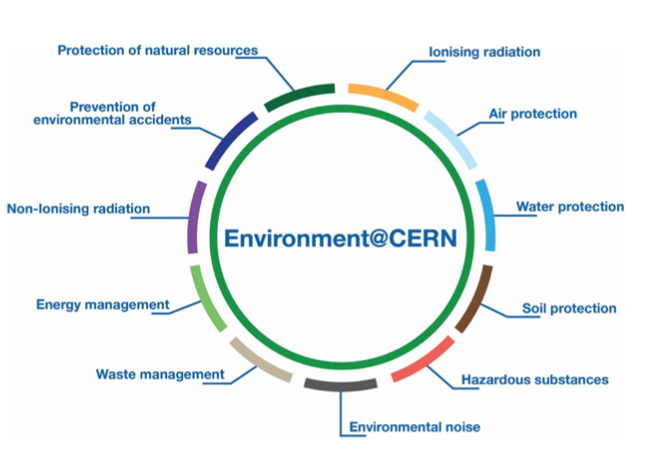 Protection of natural resources
Ionising radiation
Prevention of
environmental accidents
Air protection
Non-Ionising radiation
Water protection
Environment@CERN
Energy management
Soil protection
Waste management
Hazardous substances
Environmental noise